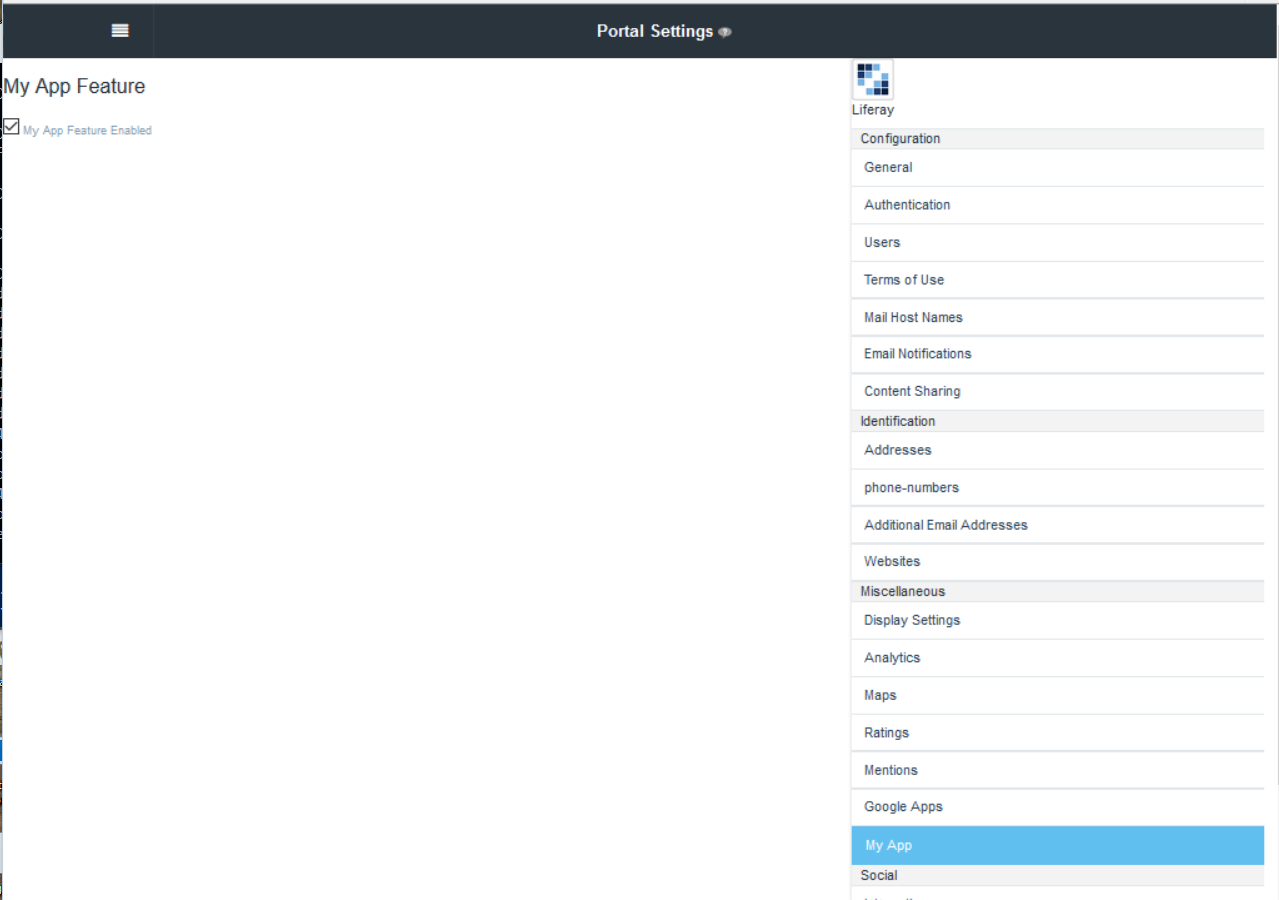 Portal Settings
My App Feature
My App Feature Enabled
Liferay
Configuration
General
Authentication
Users
Terms of Use
Mail Host Names
Email Notifications
Content Sharing
Identification
Addresses
phone-numbers
Additional Email Addresses
Websites
Miscellaneous
Display Settings
Analytics
Maps
Ratings
Mentions
Google Apps
My App
Social